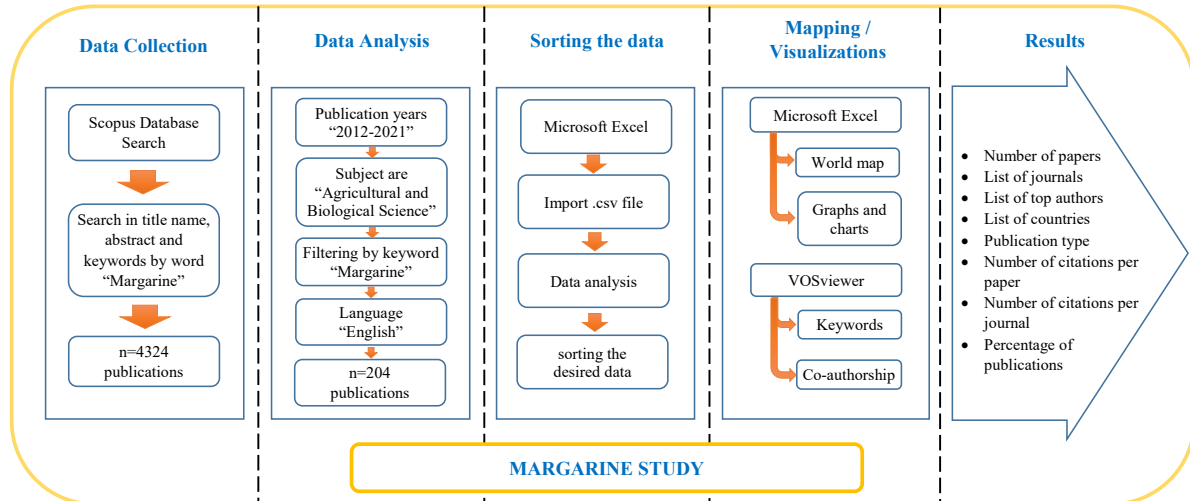 Data Collection
Scopus Database
Search
Search in title name,
abstract and
keywords by word
“Margarine”
n=4324
publications
Data Analysis
Publication years
“2012-2021”
Subject are
“Agricultural and
Biological Science”
Filtering by keyword
“Margarine”
Language
“English”
n=204
publications
Sorting the data
Microsoft Excel
Import .csv file
Data analysis
sorting the
desired data
Mapping /
Visualizations
Microsoft Excel
World map
Graphs and
charts
VOSviewer
Keywords
Co-authorship
Results
• Number of papers
• List of journals
• List of top authors
• List of countries
• Publication type
• Number of citations per
paper
• Number of citations per
journal
• Percentage of
publications
MARGARINE STUDY